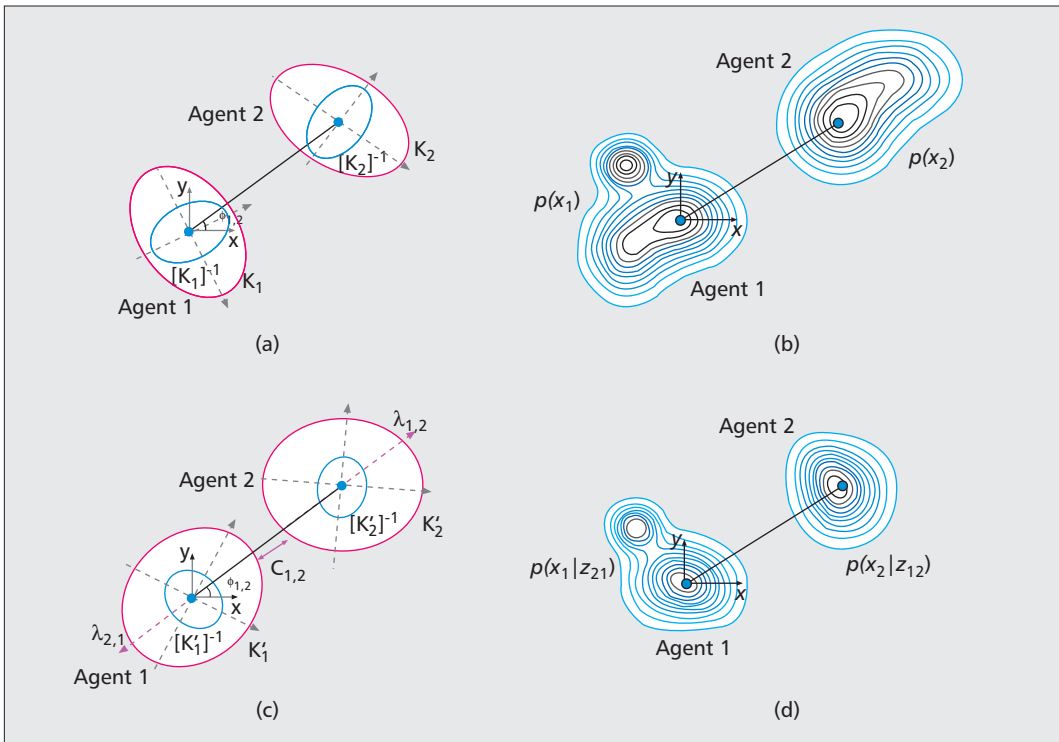 Agent 2
K₂
[K₂]⁻¹
y
ϕ₁,₂
x
[K₁]⁻¹
K₁
Agent 1
(a)
Agent 2
p(x₂)
y
p(x₁)
x
Agent 1
(b)
λ₁,₂
Agent 2
[K′₂]⁻¹
K′₂
y
C₁,₂
ϕ₁,₂
x
λ₂,₁
[K′₁]⁻¹
K′₁
Agent 1
(c)
Agent 2
y
p(x₁|z₂₁)
p(x₂|z₁₂)
x
Agent 1
(d)